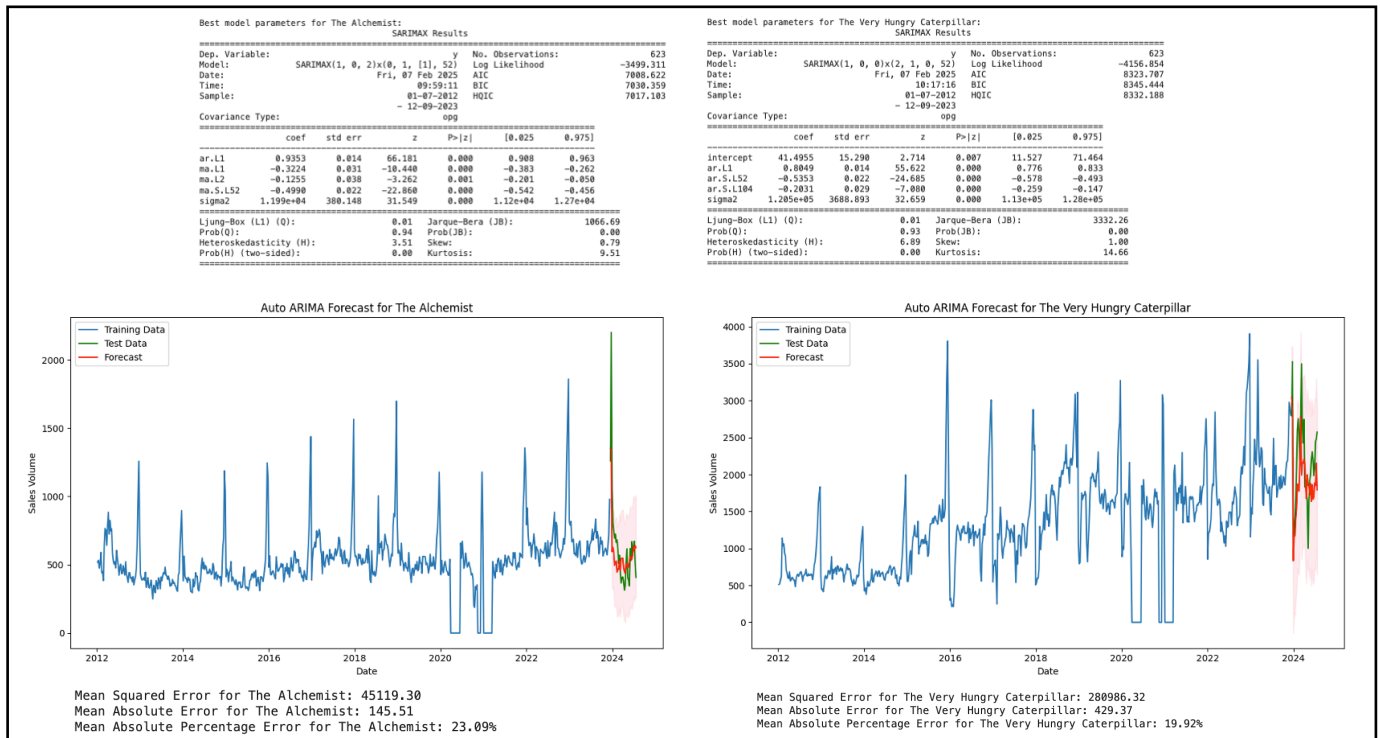 Best model parameters for The Alchemist:
SARIMAX Results
Dep. Variable: y No. Observations: 623
Model: SARIMAX(1, 0, 2)x(0, 1, [1], 52) Log Likelihood -3499.311
Date: Fri, 07 Feb 2025 AIC 7008.622
Time: 09:59:11 BIC 7030.359
Sample: 01-07-2012 HQIC 7017.103
- 12-09-2023
Covariance Type: opg
coef std err z P>|z| [0.025 0.975]
ar.L1 0.9353 0.014 66.181 0.000 0.908 0.963
ma.L1 -0.3224 0.031 -10.440 0.000 -0.383 -0.262
ma.L2 -0.1255 0.038 -3.262 0.001 -0.201 -0.050
ma.S.L52 -0.4990 0.022 -22.860 0.000 -0.542 -0.456
sigma2 1.199e+04 380.148 31.549 0.000 1.12e+04 1.27e+04
Ljung-Box (L1) (Q): 0.01 Jarque-Bera (JB): 1066.69
Prob(Q): 0.94 Prob(JB): 0.00
Heteroskedasticity (H): 3.51 Skew: 0.79
Prob(H) (two-sided): 0.00 Kurtosis: 9.51
Best model parameters for The Very Hungry Caterpillar:
SARIMAX Results
Dep. Variable: y No. Observations: 623
Model: SARIMAX(1, 0, 0)x(2, 1, 0, 52) Log Likelihood -4156.854
Date: Fri, 07 Feb 2025 AIC 8323.707
Time: 10:17:16 BIC 8345.444
Sample: 01-07-2012 HQIC 8332.188
- 12-09-2023
Covariance Type: opg
coef std err z P>|z| [0.025 0.975]
intercept 41.4955 15.290 2.714 0.007 11.527 71.464
ar.L1 0.8049 0.014 55.622 0.000 0.776 0.833
ar.S.L52 -0.5353 0.022 -24.685 0.000 -0.578 -0.493
ar.S.L104 -0.2031 0.029 -7.080 0.000 -0.259 -0.147
sigma2 1.205e+05 3688.893 32.659 0.000 1.13e+05 1.28e+05
Ljung-Box (L1) (Q): 0.01 Jarque-Bera (JB): 3332.26
Prob(Q): 0.93 Prob(JB): 0.00
Heteroskedasticity (H): 6.89 Skew: 1.00
Prob(H) (two-sided): 0.00 Kurtosis: 14.66
Auto ARIMA Forecast for The Alchemist
Training Data
Test Data
Forecast
Sales Volume
2000
1500
1000
500
0
2012 2014 2016 2018 2020 2022 2024
Date
Mean Squared Error for The Alchemist: 45119.30
Mean Absolute Error for The Alchemist: 145.51
Mean Absolute Percentage Error for The Alchemist: 23.09%
Auto ARIMA Forecast for The Very Hungry Caterpillar
Training Data
Test Data
Forecast
Sales Volume
4000
3500
3000
2500
2000
1500
1000
500
0
2012 2014 2016 2018 2020 2022 2024
Date
Mean Squared Error for The Very Hungry Caterpillar: 280986.32
Mean Absolute Error for The Very Hungry Caterpillar: 429.37
Mean Absolute Percentage Error for The Very Hungry Caterpillar: 19.92%